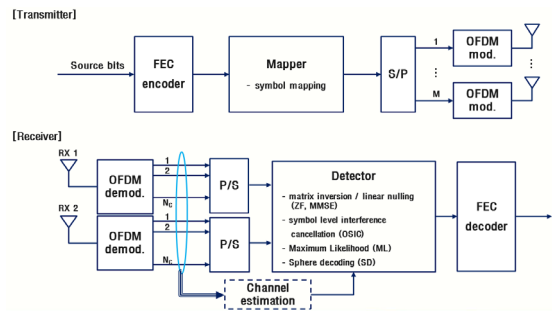 [Transmitter]
Source bits
FEC
encoder
Mapper
- symbol mapping
S/P
1
⋮
M
OFDM
mod.
⋮
OFDM
mod.
[Receiver]
RX 1
OFDM
demod.
1
2
Nc
P/S
RX 2
OFDM
demod.
1
2
Nc
P/S
Detector
- matrix inversion / linear nulling
(ZF, MMSE)
- symbol level interference
cancellation (OSIC)
- Maximum Likelihood (ML)
- Sphere decoding (SD)
FEC
decoder
Channel
estimation